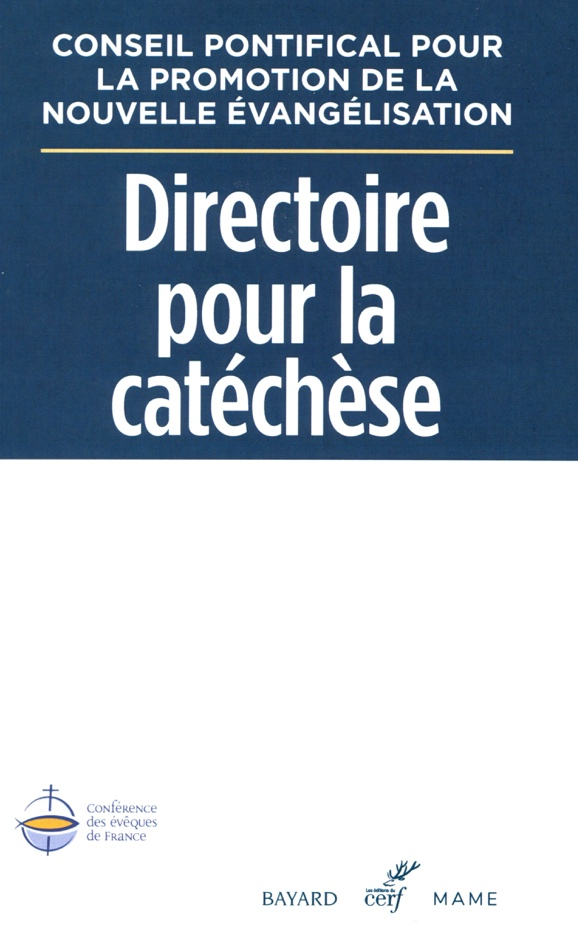 CONSEIL PONTIFICAL POUR
LA PROMOTION DE LA
NOUVELLE ÉVANGÉLISATION
Directoire
pour la
catéchèse
Conférence
des évêques
de France
BAYARD
Les éditions du
cerf
MAME